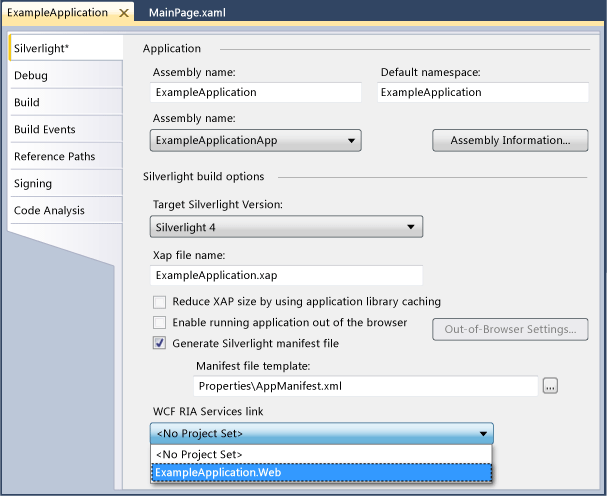 ExampleApplication MainPage.xaml
Silverlight*
Debug
Build
Build Events
Reference Paths
Signing
Code Analysis
Application
Assembly name: Default namespace:
ExampleApplication ExampleApplication
Assembly name:
ExampleApplicationApp Assembly Information...
Silverlight build options
Target Silverlight Version:
Silverlight 4
Xap file name:
ExampleApplication.xap
Reduce XAP size by using application library caching
Enable running application out of the browser
Out-of-Browser Settings...
Generate Silverlight manifest file
Manifest file template:
Properties\AppManifest.xml ...
WCF RIA Services link
<No Project Set>
<No Project Set>
ExampleApplication.Web